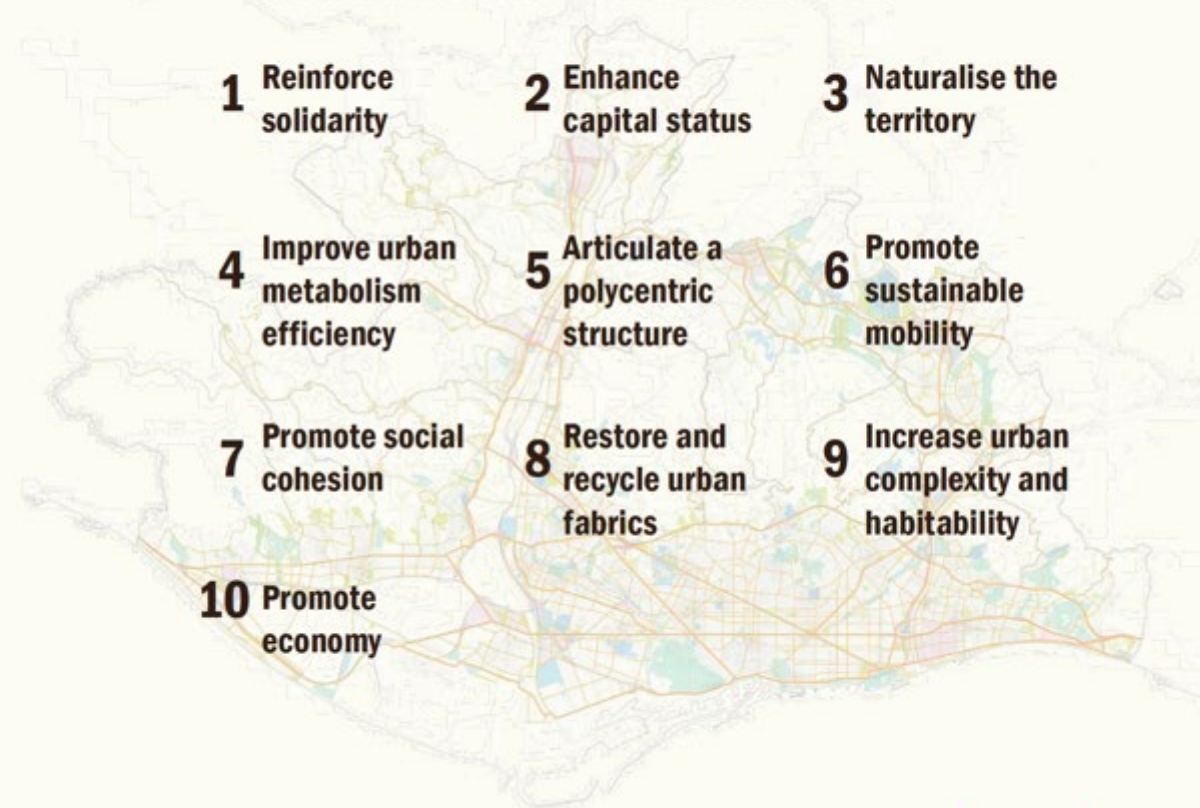 1 Reinforce
solidarity
2 Enhance
capital status
3 Naturalise the
territory
4 Improve urban
metabolism
efficiency
5 Articulate a
polycentric
structure
6 Promote
sustainable
mobility
7 Promote social
cohesion
8 Restore and
recycle urban
fabrics
9 Increase urban
complexity and
habitability
10 Promote
economy